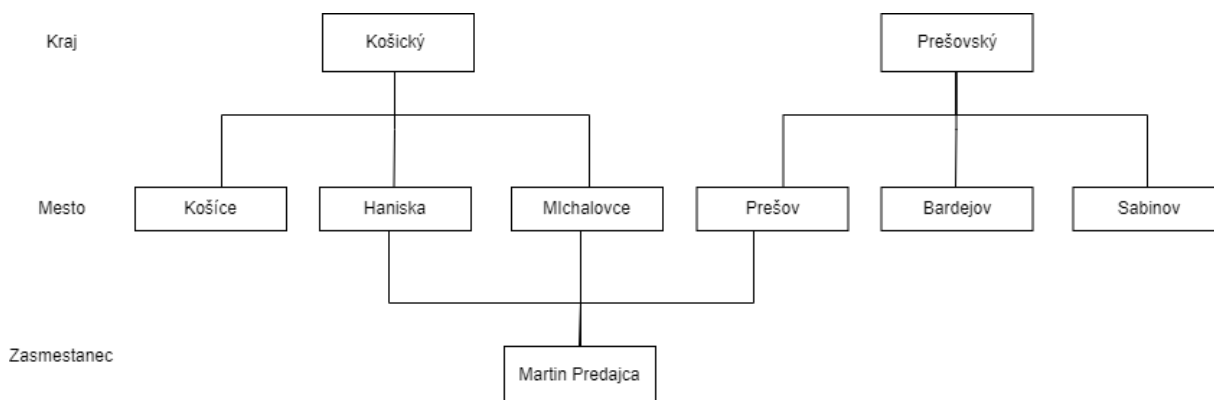 Kraj
Košický
Prešovský
Mesto
Košíce
Haniska
MIchalovce
Prešov
Bardejov
Sabinov
Zasmestanec
Martin Predajca